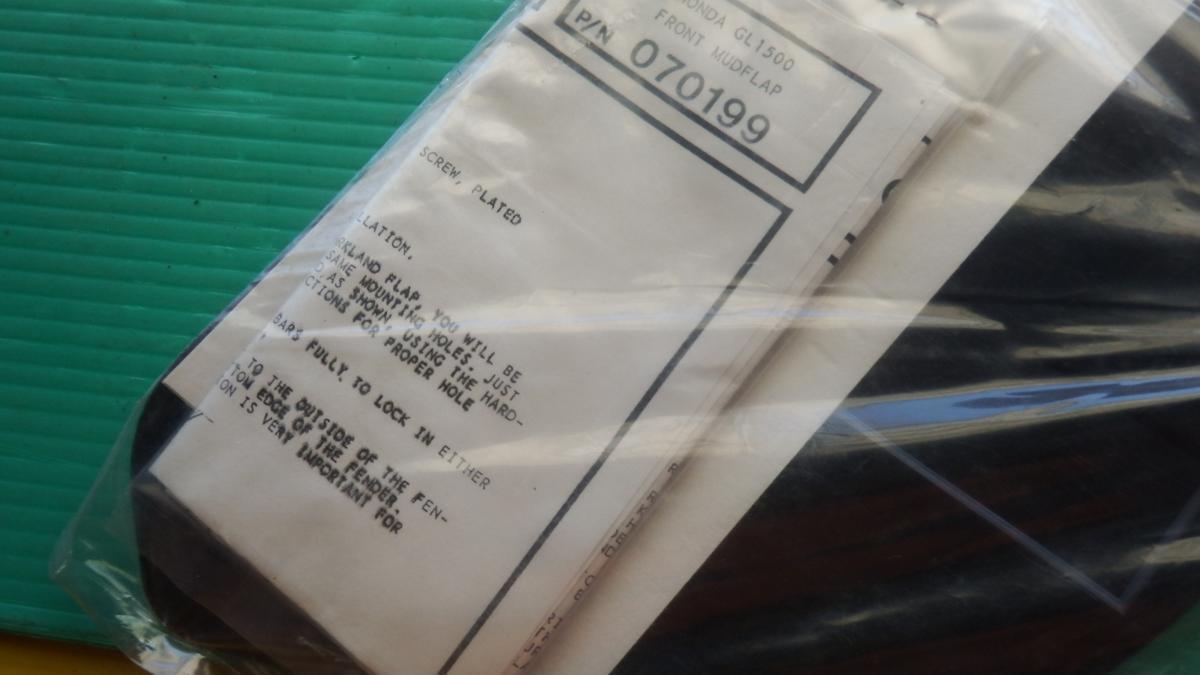 HONDA GL1500
FRONT MUDFLAP
P/N 070199
SCREW, PLATED
LLATION.
RKLAND FLAP, YOU WILL BE
SAME MOUNTING HOLES. JUST
D AS SHOWN, USING THE HARD-
CTIONS FOR PROPER HOLE
BARS FULLY TO LOCK IN EITHER
TO THE OUTSIDE OF THE FEN-
TOM EDGE OF THE FENDER.
ON IS VERY IMPORTANT FOR